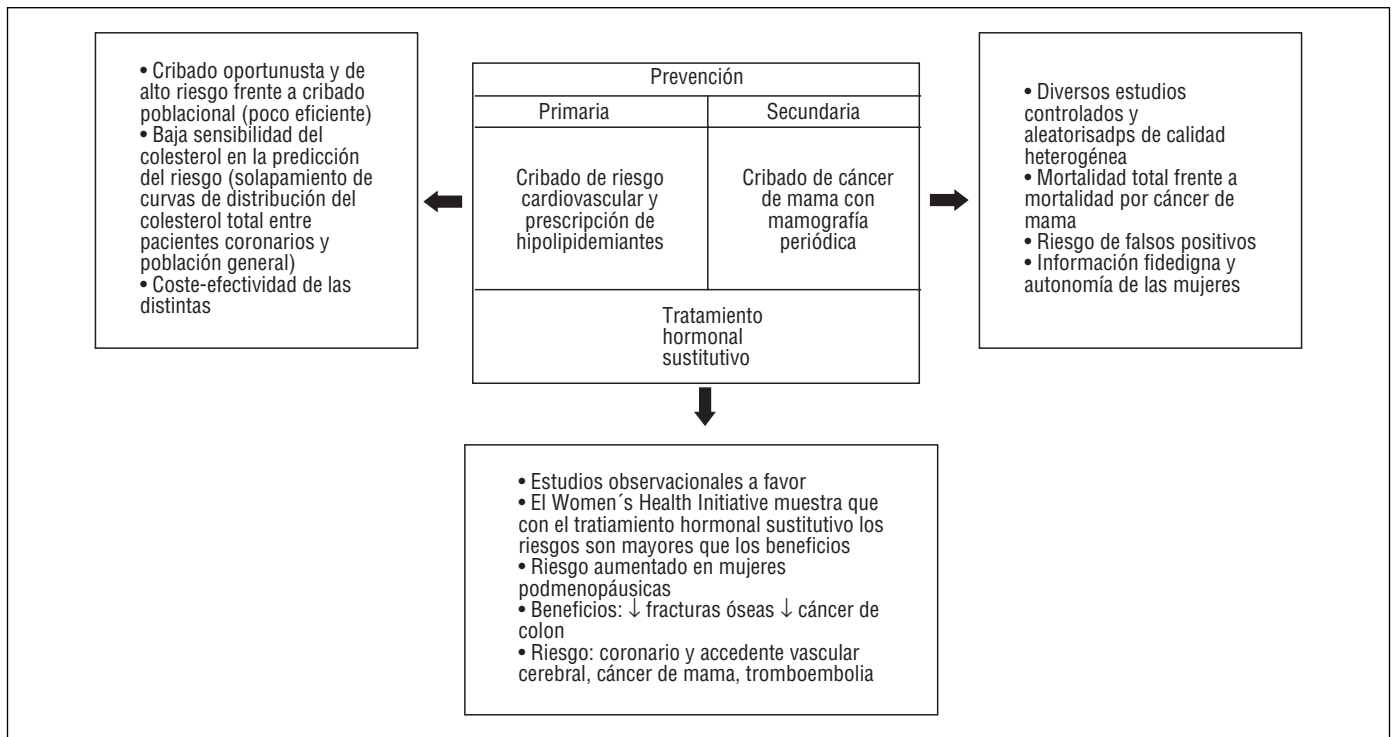 • Cribado oportunusta y de
alto riesgo frente a cribado
poblacional (poco eficiente)
• Baja sensibilidad del
colesterol en la predicción
del riesgo (solapamiento de
curvas de distribución del
colesterol total entre
pacientes coronarios y
población general)
• Coste-efectividad de las
distintas
Prevención
Primaria
Secundaria
Cribado de riesgo
cardiovascular y
prescripción de
hipolipidemiantes
Cribado de cáncer
de mama con
mamografía
periódica
Tratamiento
hormonal
sustitutivo
• Diversos estudios
controlados y
aleatorisadps de calidad
heterogénea
• Mortalidad total frente a
mortalidad por cáncer de
mama
• Riesgo de falsos positivos
• Información fidedigna y
autonomía de las mujeres
• Estudios observacionales a favor
• El Women´s Health Initiative muestra que
con el tratiamiento hormonal sustitutivo los
riesgos son mayores que los beneficios
• Riesgo aumentado en mujeres
podmenopáusicas
• Beneficios: ↓ fracturas óseas ↓ cáncer de
colon
• Riesgo: coronario y accedente vascular
cerebral, cáncer de mama, tromboembolia